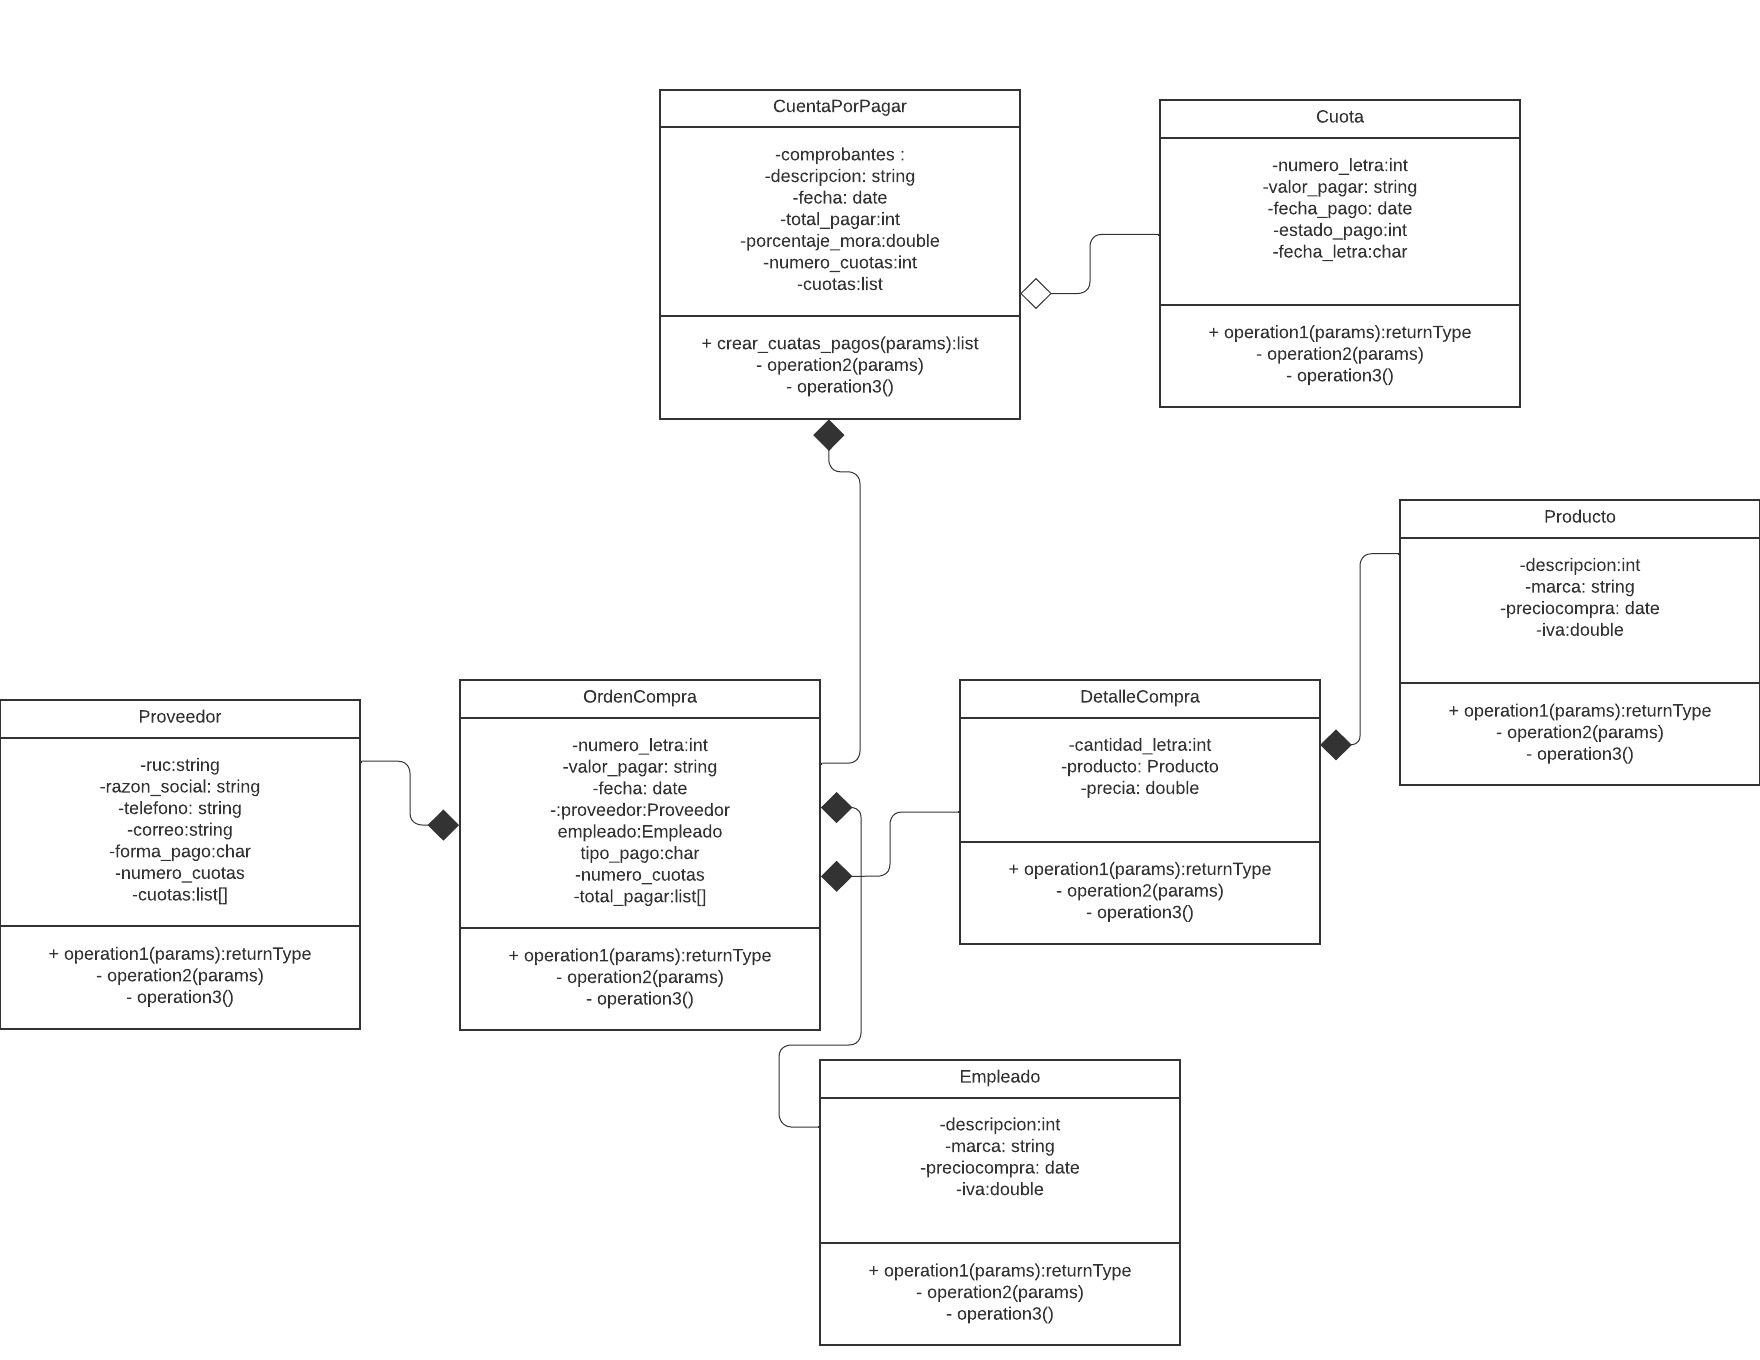 CuentaPorPagar
-comprobantes :
-descripcion: string
-fecha: date
-total_pagar:int
-porcentaje_mora:double
-numero_cuotas:int
-cuotas:list
+ crear_cuatas_pagos(params):list
- operation2(params)
- operation3()
Cuota
-numero_letra:int
-valor_pagar: string
-fecha_pago: date
-estado_pago:int
-fecha_letra:char
+ operation1(params):returnType
- operation2(params)
- operation3()
Producto
-descripcion:int
-marca: string
-preciocompra: date
-iva:double
+ operation1(params):returnType
- operation2(params)
- operation3()
Proveedor
-ruc:string
-razon_social: string
-telefono: string
-correo:string
-forma_pago:char
-numero_cuotas
-cuotas:list[]
+ operation1(params):returnType
- operation2(params)
- operation3()
OrdenCompra
-numero_letra:int
-valor_pagar: string
-fecha: date
-:proveedor:Proveedor
empleado:Empleado
tipo_pago:char
-numero_cuotas
-total_pagar:list[]
+ operation1(params):returnType
- operation2(params)
- operation3()
DetalleCompra
-cantidad_letra:int
-producto: Producto
-precia: double
+ operation1(params):returnType
- operation2(params)
- operation3()
Empleado
-descripcion:int
-marca: string
-preciocompra: date
-iva:double
+ operation1(params):returnType
- operation2(params)
- operation3()